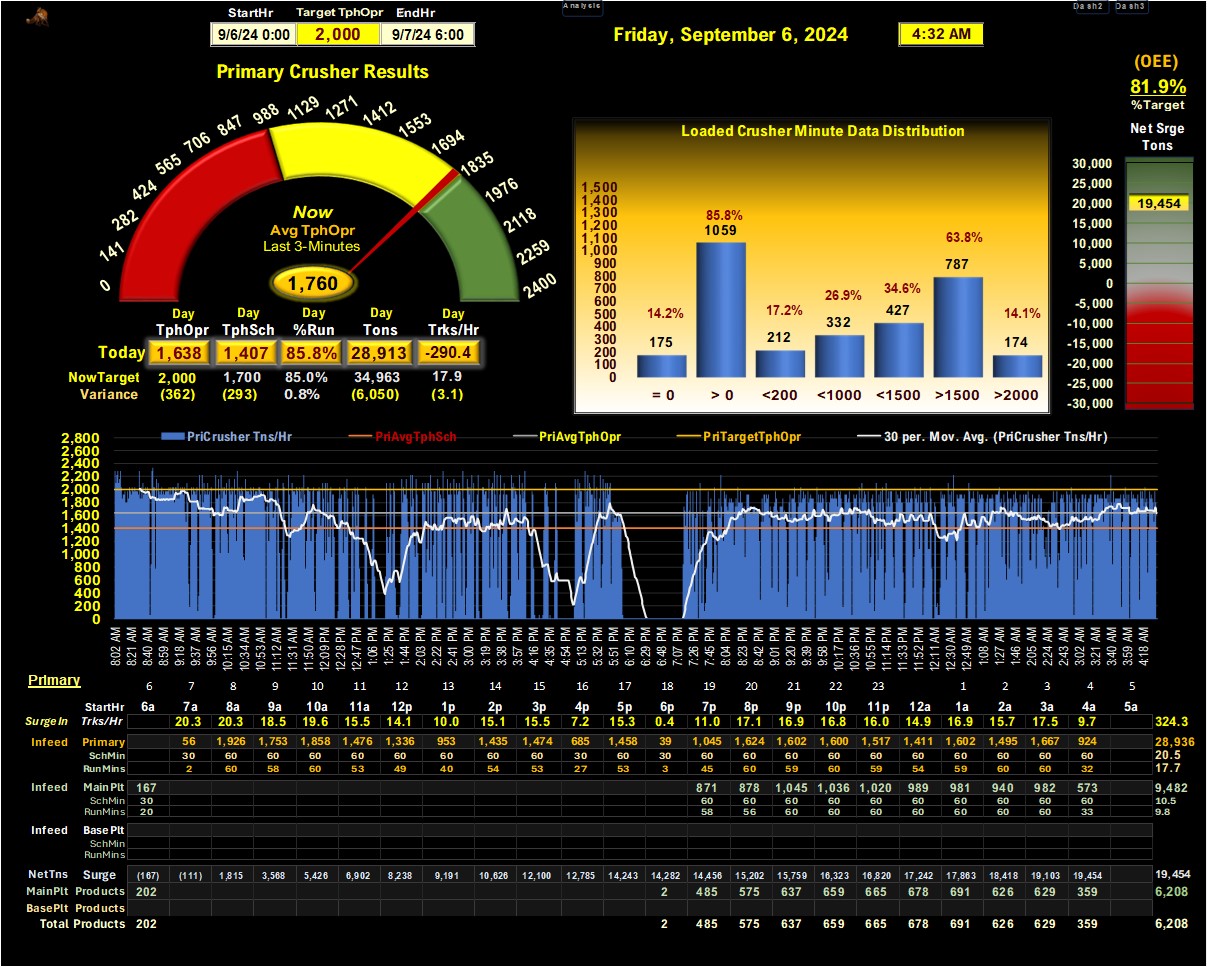 Analysis
Dash2 Dash3
StartHr Target TphOpr EndHr
9/6/24 0:00 2,000 9/7/24 6:00
Friday, September 6, 2024
4:32 AM
(OEE)
81.9%
%Target
Primary Crusher Results
0 141 282 424 565 706 847 988 1129 1271 1412 1553 1694 1835 1976 2118 2259 2400
Now
Avg TphOpr
Last 3-Minutes
1,760
Day Day Day Day Day
TphOpr TphSch %Run Tons Trks/Hr
Today 1,638 1,407 85.8% 28,913 -290.4
NowTarget 2,000 1,700 85.0% 34,963 17.9
Variance (362) (293) 0.8% (6,050) (3.1)
Loaded Crusher Minute Data Distribution
1,500
1,400
1,300
1,200
1,100
1,000
900
800
700
600
500
400
300
200
100
0
14.2% 85.8% 17.2% 26.9% 34.6% 63.8% 14.1%
175 1059 212 332 427 787 174
= 0 > 0 <200 <1000 <1500 >1500 >2000
Net Srge
Tons
30,000
25,000
20,000
19,454
15,000
10,000
5,000
0
-5,000
-10,000
-15,000
-20,000
-25,000
-30,000
PriCrusher Tns/Hr PriAvgTphSch PriAvgTphOpr PriTargetTphOpr 30 per. Mov. Avg. (PriCrusher Tns/Hr)
2,800
2,600
2,400
2,200
2,000
1,800
1,600
1,400
1,200
1,000
800
600
400
200
0
8:02 AM 8:21 AM 8:40 AM 8:59 AM 9:18 AM 9:37 AM 9:56 AM 10:15 AM 10:34 AM 10:53 AM 11:12 AM 11:31 AM 11:50 AM 12:09 PM 12:28 PM 12:47 PM 1:06 PM 1:25 PM 1:44 PM 2:03 PM 2:22 PM 2:41 PM 3:00 PM 3:19 PM 3:38 PM 3:57 PM 4:16 PM 4:35 PM 4:54 PM 5:13 PM 5:32 PM 5:51 PM 6:10 PM 6:29 PM 6:48 PM 7:07 PM 7:26 PM 7:45 PM 8:04 PM 8:23 PM 8:42 PM 9:01 PM 9:20 PM 9:39 PM 9:58 PM 10:17 PM 10:36 PM 10:55 PM 11:14 PM 11:33 PM 11:52 PM 12:11 AM 12:30 AM 12:49 AM 1:08 AM 1:27 AM 1:46 AM 2:05 AM 2:24 AM 2:43 AM 3:02 AM 3:21 AM 3:40 AM 3:59 AM 4:18 AM
Primary 6 7 8 9 10 11 12 13 14 15 16 17 18 19 20 21 22 23 1 2 3 4 5
StartHr 6a 7a 8a 9a 10a 11a 12p 1p 2p 3p 4p 5p 6p 7p 8p 9p 10p 11p 12a 1a 2a 3a 4a 5a
SurgeIn Trks/Hr 20.3 20.3 18.5 19.6 15.5 14.1 10.0 15.1 15.5 7.2 15.3 0.4 11.0 17.1 16.9 16.8 16.0 14.9 16.9 15.7 17.5 9.7 324.3
Infeed Primary 56 1,926 1,753 1,858 1,476 1,336 953 1,435 1,474 685 1,458 39 1,045 1,624 1,602 1,600 1,517 1,411 1,602 1,495 1,667 924 28,936
SchMin 30 60 60 60 60 60 60 60 60 30 60 30 60 60 60 60 60 60 60 60 60 60 20.5
RunMins 2 60 58 60 53 49 40 54 53 27 53 3 45 60 59 60 59 54 59 60 60 32 17.7
Infeed MainPlt 167 871 878 1,045 1,036 1,020 989 981 940 982 573 9,482
SchMin 30 60 60 60 60 60 60 60 60 60 60 10.5
RunMins 20 58 56 60 60 60 60 60 60 60 33 9.8
Infeed Base Plt
SchMin
RunMins
NetTns Surge (167) (111) 1,815 3,568 5,426 6,902 8,238 9,191 10,626 12,100 12,785 14,243 14,282 14,456 15,202 15,759 16,323 16,820 17,242 17,863 18,418 19,103 19,454 19,454
MainPlt Products 202 2 485 575 637 659 665 678 691 626 629 359 6,208
BasePlt Products
Total Products 202 2 485 575 637 659 665 678 691 626 629 359 6,208